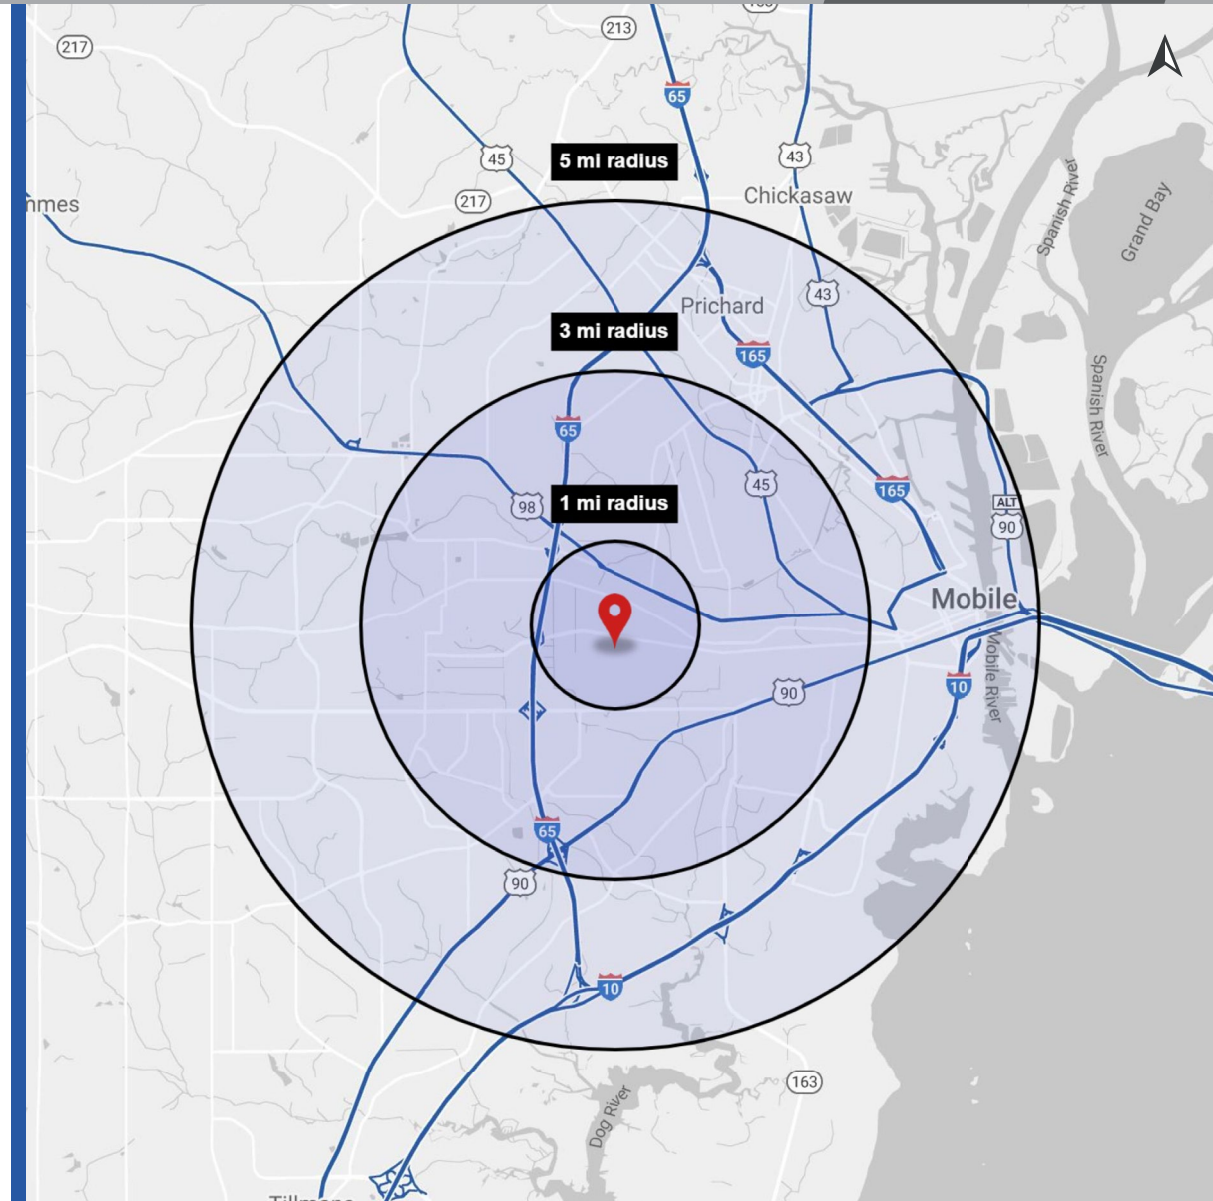 213
217
65
45
5 mi radius
43
Chickasaw
217
nmes
Spanish River
Grand Bay
43
Prichard
3 mi radius
165
Spanish River
65
45
165
1 mi radius
98
ALT
90
Mobile
Mobile River
10
90
65
90
10
163
Dog River